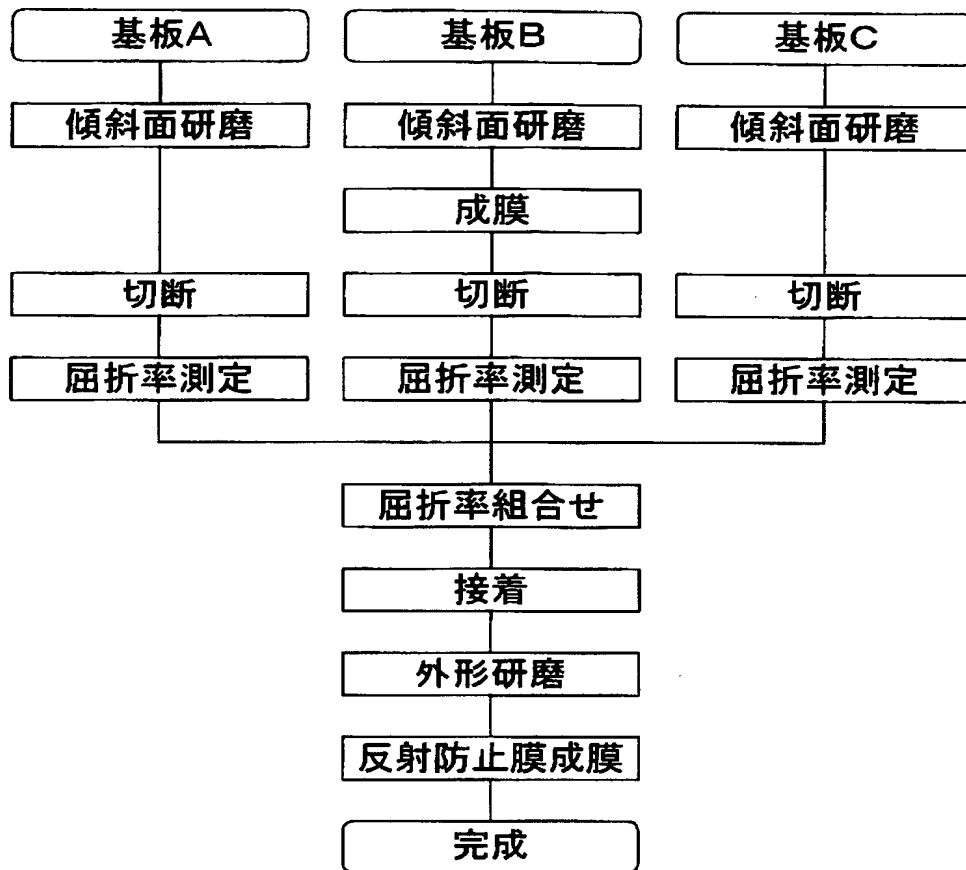 基板A
基板B
基板C
傾斜面研磨
傾斜面研磨
傾斜面研磨
成膜
切断
切断
切断
屈折率測定
屈折率測定
屈折率測定
屈折率組合せ
接着
外形研磨
反射防止膜成膜
完成